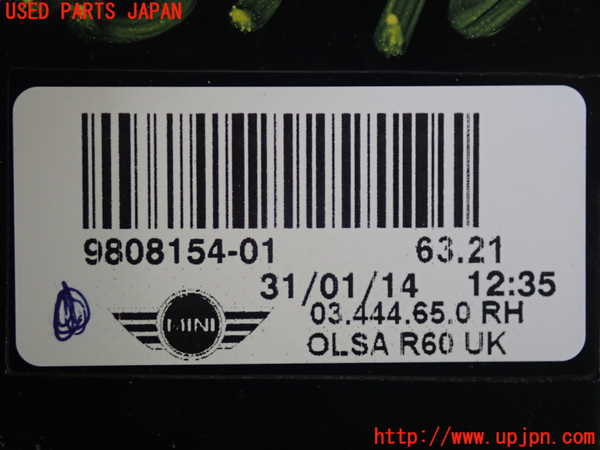 USED PARTS JAPAN
9808154-01 63.21
31/01/14 12:35
03.444.65.0 RH
MINI
OLSA R60 UK
http://www.upjpn.com/